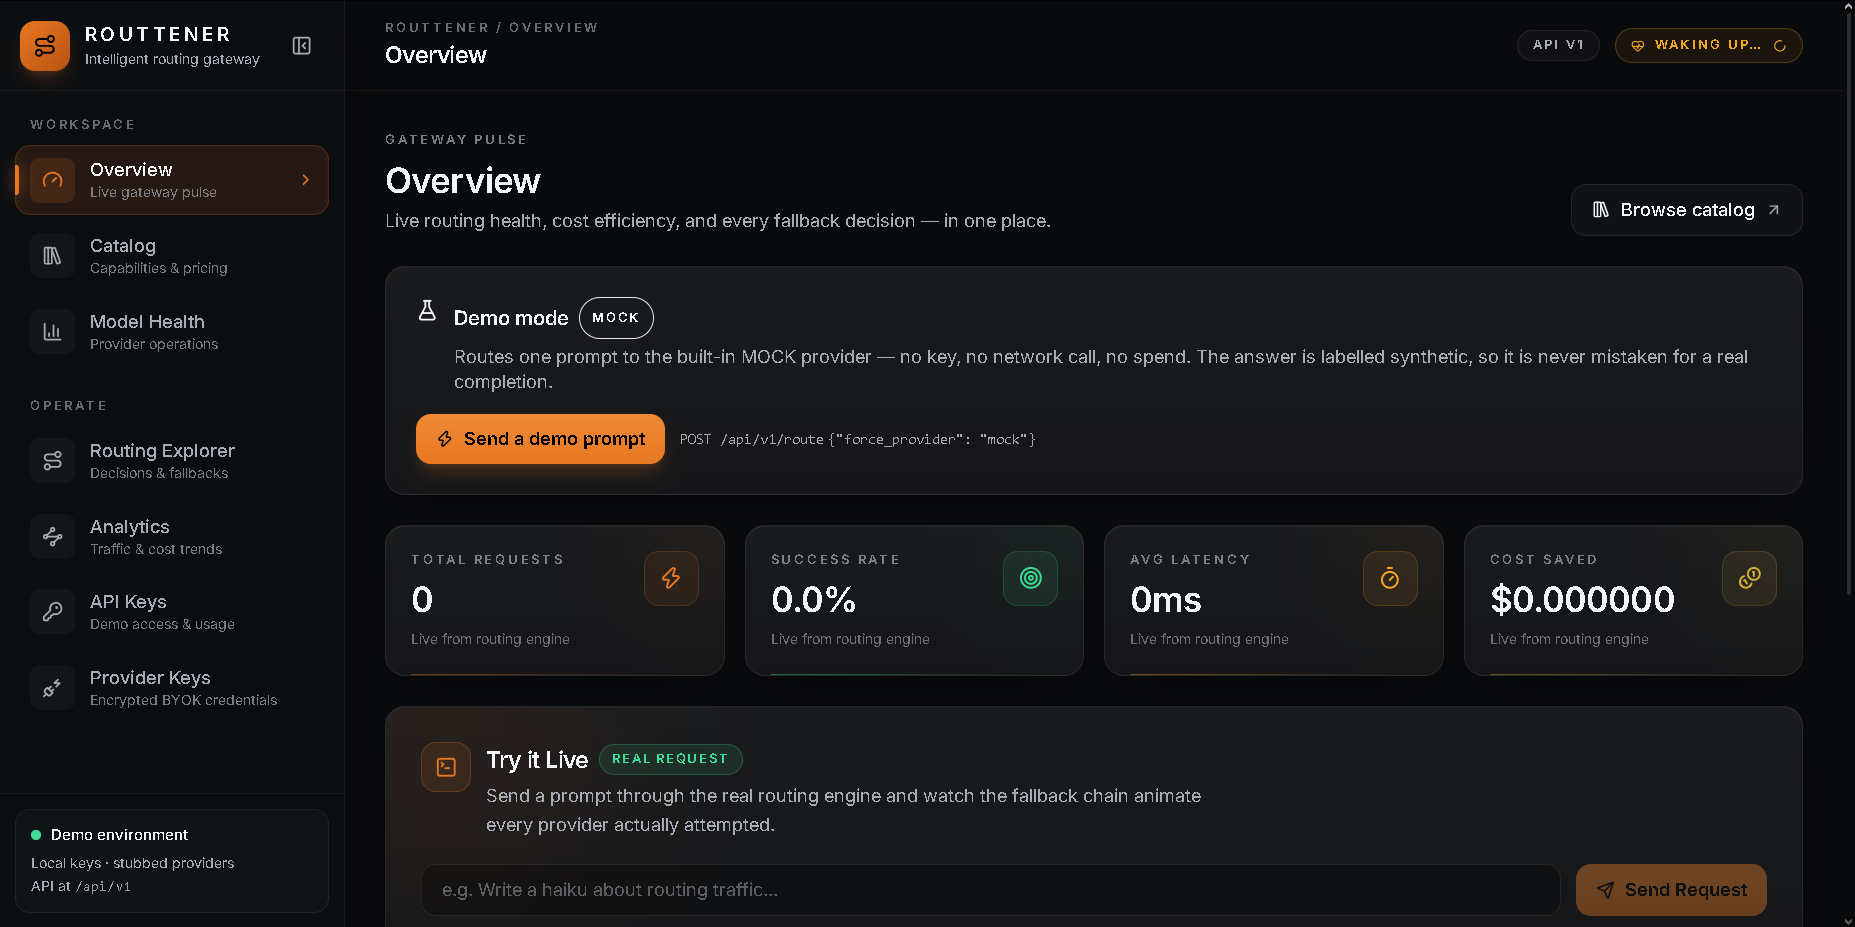 ROUTTENER
Intelligent routing gateway
WORKSPACE
Overview
Live gateway pulse
Catalog
Capabilities & pricing
Model Health
Provider operations
OPERATE
Routing Explorer
Decisions & fallbacks
Analytics
Traffic & cost trends
API Keys
Demo access & usage
Provider Keys
Encrypted BYOK credentials
Demo environment
Local keys · stubbed providers
API at /api/v1
ROUTTENER / OVERVIEW
Overview
API V1
WAKING UP...
GATEWAY PULSE
Overview
Live routing health, cost efficiency, and every fallback decision — in one place.
Browse catalog
Demo mode MOCK
Routes one prompt to the built-in MOCK provider — no key, no network call, no spend. The answer is labelled synthetic, so it is never mistaken for a real
completion.
Send a demo prompt POST /api/v1/route {"force_provider": "mock"}
TOTAL REQUESTS
0
Live from routing engine
SUCCESS RATE
0.0%
Live from routing engine
AVG LATENCY
0ms
Live from routing engine
COST SAVED
$0.000000
Live from routing engine
Try it Live REAL REQUEST
Send a prompt through the real routing engine and watch the fallback chain animate
every provider actually attempted.
e.g. Write a haiku about routing traffic...
Send Request